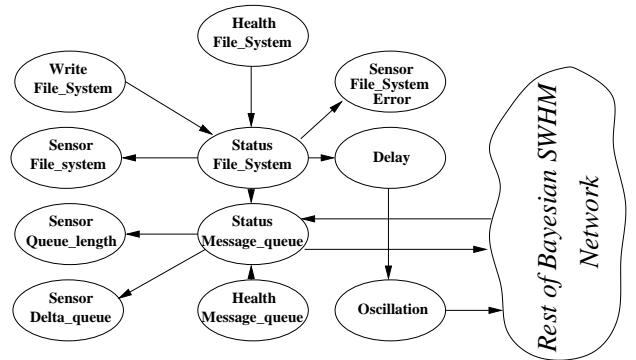 Health
File_System
Write
File_System
Sensor
File_System
Error
Sensor
File_system
Status
File_System
Delay
Sensor
Queue_length
Status
Message_queue
Sensor
Delta_queue
Health
Message_queue
Oscillation
Rest of Bayesian SWHM
Network